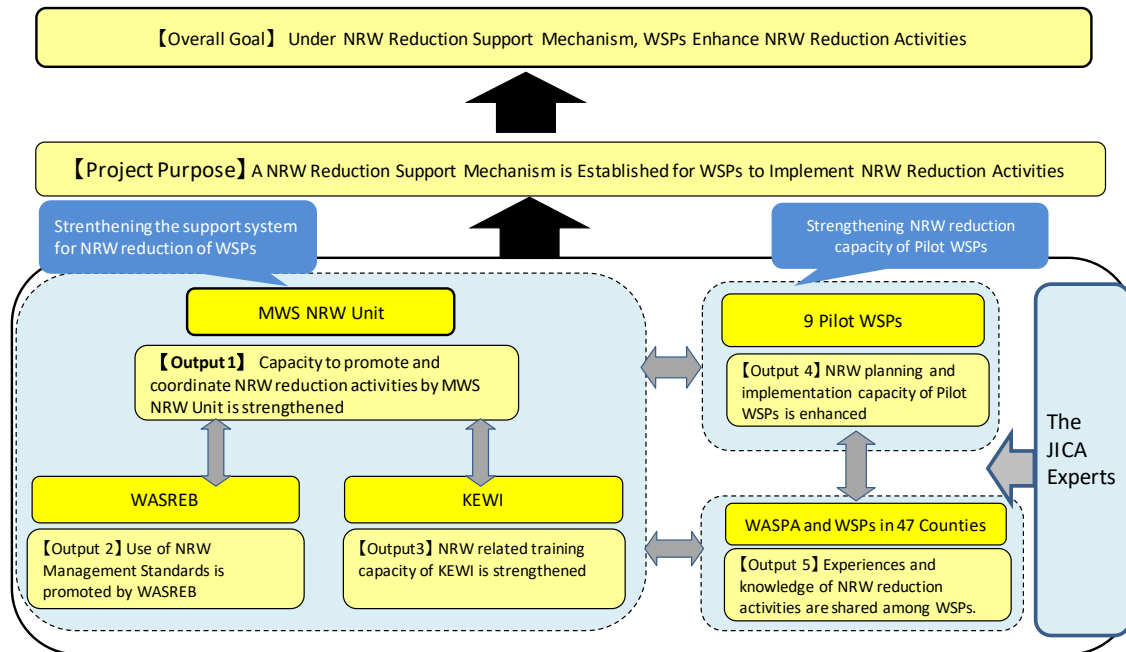 【Overall Goal】 Under NRW Reduction Support Mechanism, WSPs Enhance NRW Reduction Activities
【Project Purpose】 A NRW Reduction Support Mechanism is Established for WSPs to Implement NRW Reduction Activities
Strenthening the support system
for NRW reduction of WSPs
Strengthening NRW reduction
capacity of Pilot WSPs
MWS NRW Unit
【Output 1】 Capacity to promote and
coordinate NRW reduction activities by MWS
NRW Unit is strengthened
9 Pilot WSPs
【Output 4】 NRW planning and
implementation capacity of Pilot
WSPs is enhanced
WASREB
【Output 2】 Use of NRW
Management Standards is
promoted by WASREB
KEWI
【Output3】 NRW related training
capacity of KEWI is strengthened
WASPA and WSPs in 47 Counties
【Output 5】 Experiences and
knowledge of NRW reduction
activities are shared among WSPs.
The
JICA
Experts